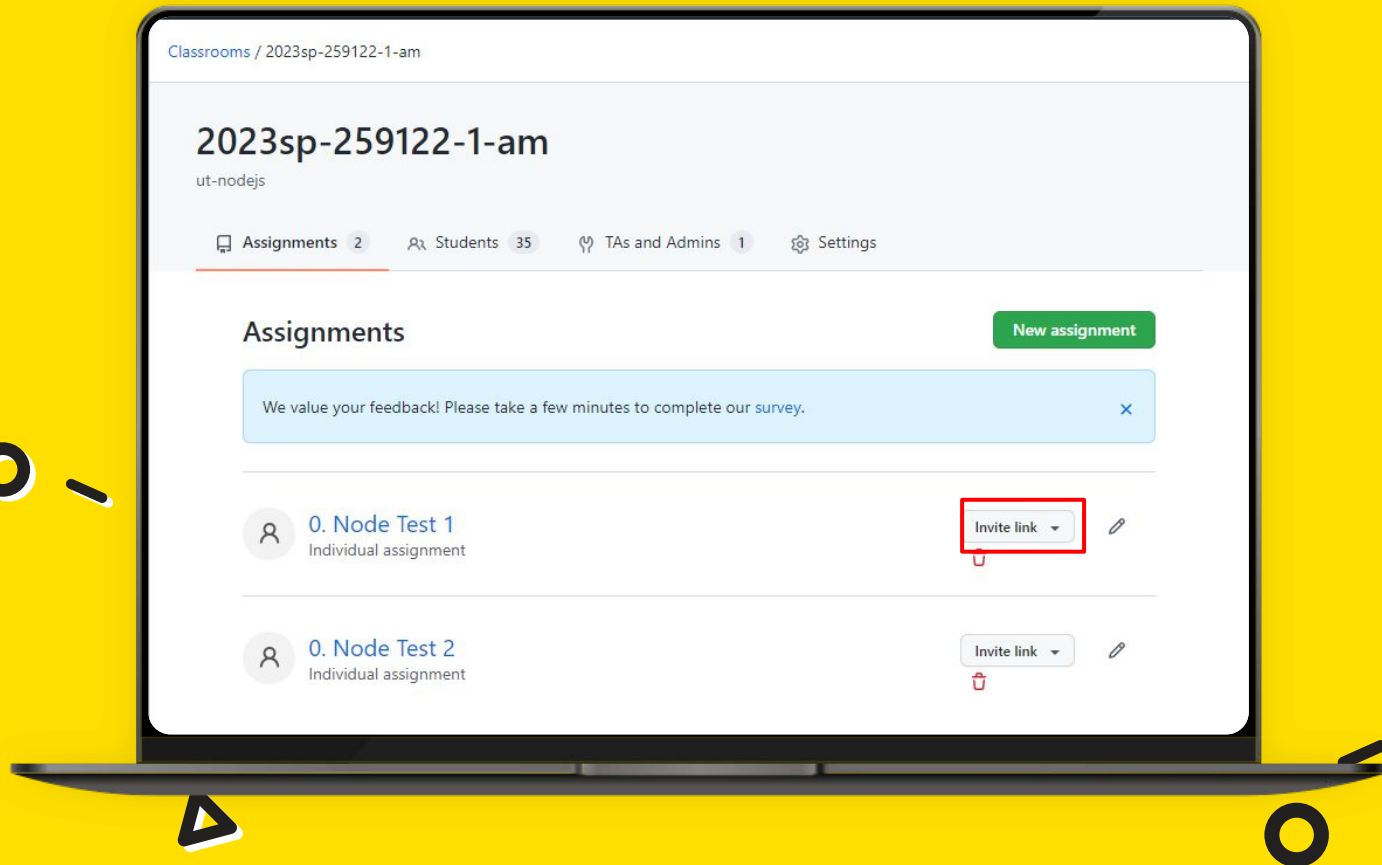 Classrooms / 2023sp-259122-1-am
2023sp-259122-1-am
ut-nodejs
Assignments 2 Students 35 TAs and Admins 1 Settings
Assignments
New assignment
We value your feedback! Please take a few minutes to complete our survey.
0. Node Test 1
Invite link
Individual assignment
0. Node Test 2
Invite link
Individual assignment